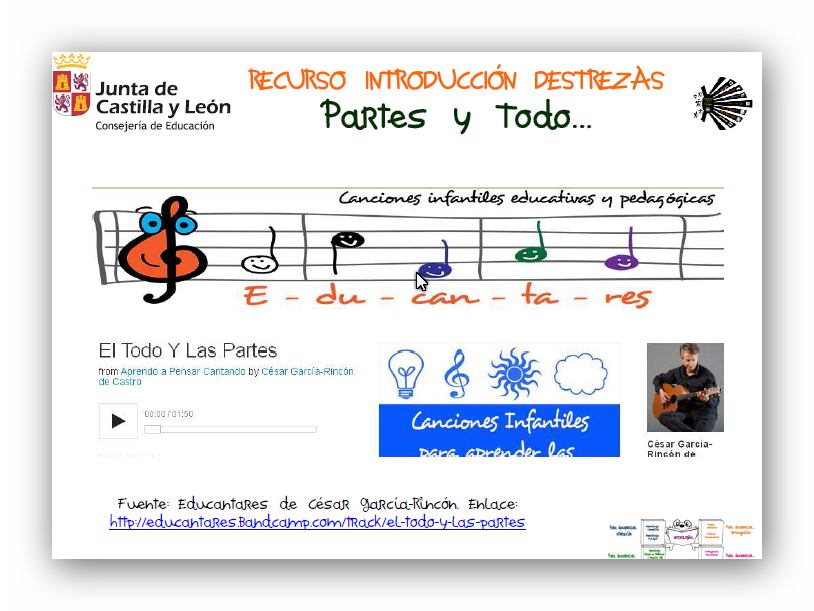 Junta de
Castilla y León
Consejería de Educación
RECURSO INTRODUCCIÓN DESTREZAS
Partes y Todo...
Canciones infantiles educativas y pedagógicas
E - du - can - ta - res
El Todo Y Las Partes
from Aprendo a Pensar Cantando by César García-Rincón
de Castro
00:00 / 01:50
Canciones Infantiles
para aprender las
César García-
Rincón de
Fuente: Educantares de César García-Rincón. Enlace:
http://educantares.bandcamp.com/track/el-todo-y-las-partes